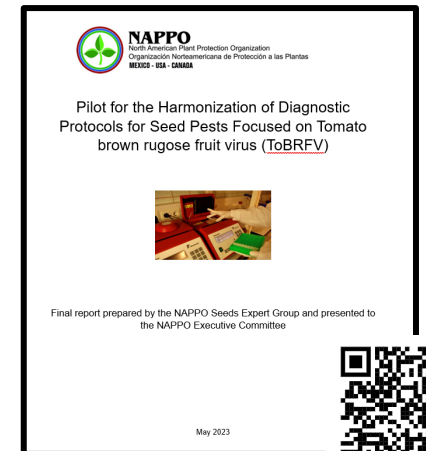 NAPPO
North American Plant Protection Organization
Organización Norteamericana de Protección a las Plantas
MEXICO - USA - CANADA
Pilot for the Harmonization of Diagnostic
Protocols for Seed Pests Focused on Tomato
brown rugose fruit virus (ToBRFV)
Final report prepared by the NAPPO Seeds Expert Group and presented to
the NAPPO Executive Committee
May 2023